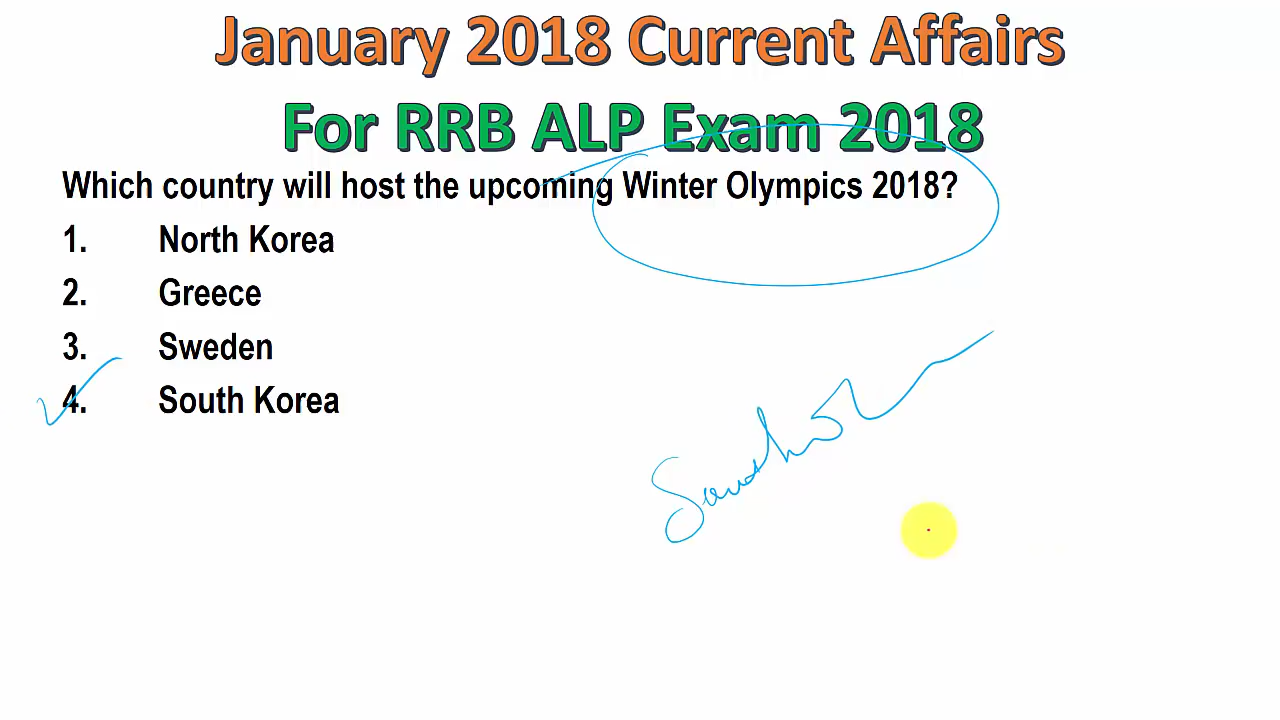 January 2018 Current Affairs
For RRB ALP Exam 2018
Which country will host the upcoming Winter Olympics 2018?
1. North Korea
2. Greece
3. Sweden
4. South Korea
South